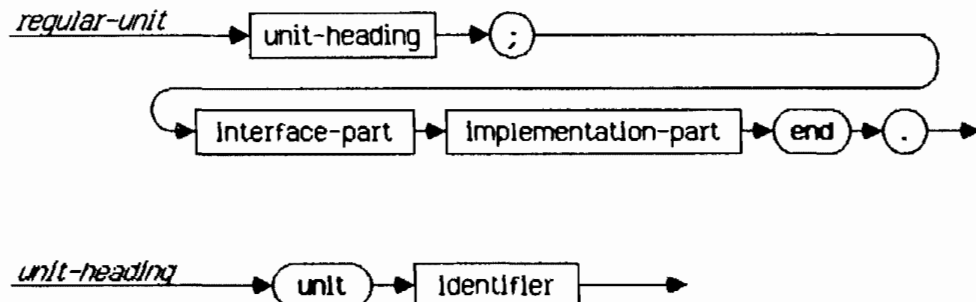 regular-unit unit-heading ;
interface-part implementation-part end .
unit-heading unit identifier